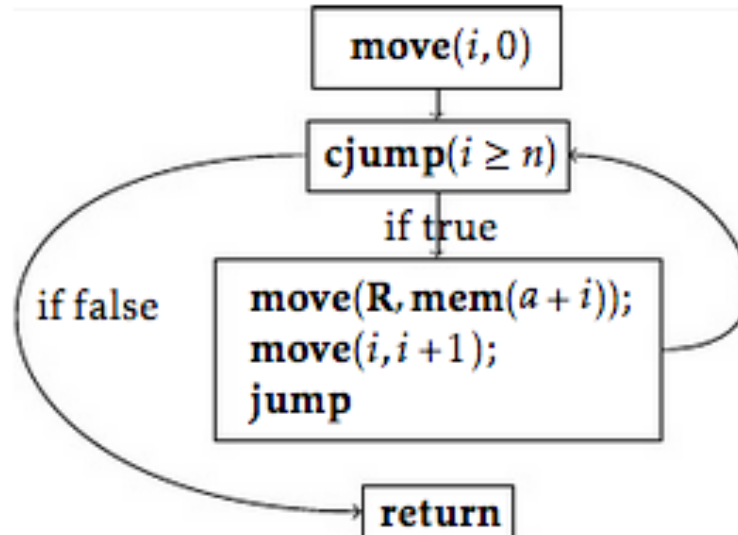 move(i, 0)
cjump(i ≥ n)
if true
if false
move(R, mem(a + i));
move(i, i + 1);
jump
return